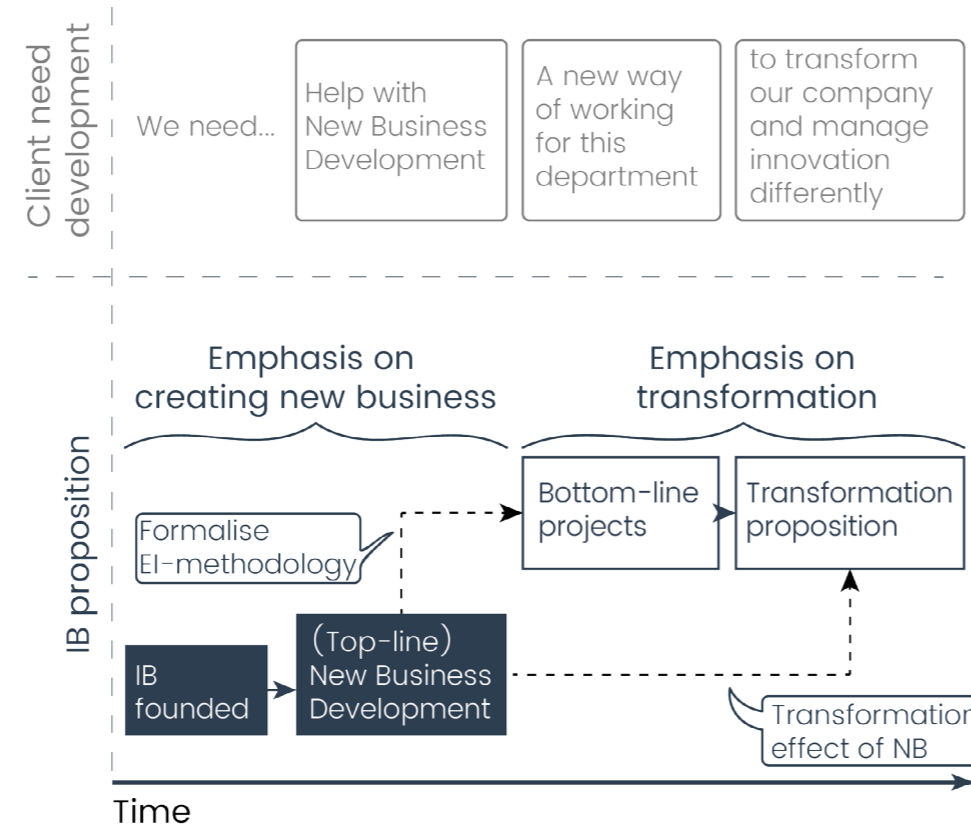 Client need
development
We need...
Help with
New Business
Development
A new way
of working
for this
department
to transform
our company
and manage
innovation
differently
IB proposition
Emphasis on
creating new business
Emphasis on
transformation
Formalise
EI-methodology
Bottom-line
projects
Transformation
proposition
IB
founded
(Top-line)
New Business
Development
Transformation
effect of NB
Time